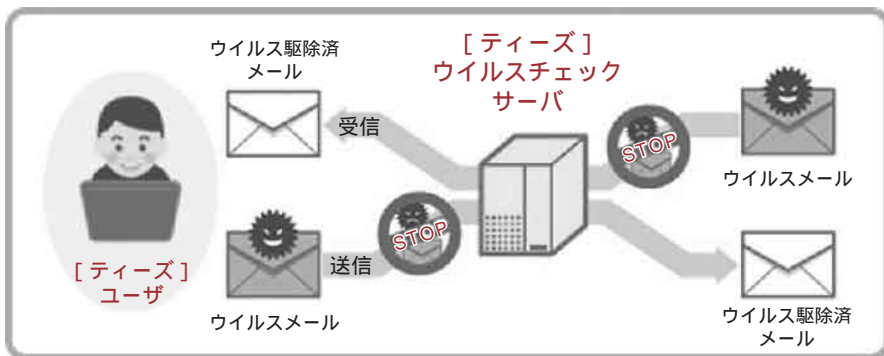 ウイルス駆除済
メール
[ ティーズ ]
ウイルスチェック
サーバ
受信
STOP
ウイルスメール
[ ティーズ ]
ユーザ
送信
STOP
ウイルスメール
ウイルス駆除済
メール